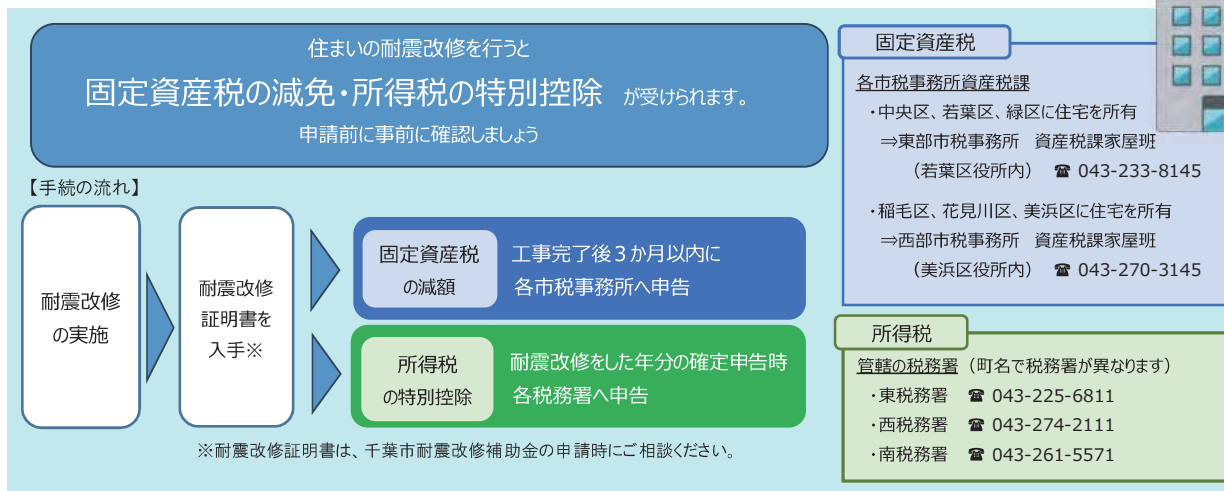 住まいの耐震改修を行うと
固定資産税の減免・所得税の特別控除 が受けられます。
申請前に事前に確認しましょう
【手続の流れ】
耐震改修
の実施
耐震改修
証明書を
入手※
固定資産税
の減額
工事完了後3か月以内に
各市税事務所へ申告
所得税
の特別控除
耐震改修をした年分の確定申告時
各税務署へ申告
※耐震改修証明書は、千葉市耐震改修補助金の申請時にご相談ください。
固定資産税
各市税事務所資産税課
・中央区、若葉区、緑区に住宅を所有
⇒東部市税事務所 資産税課家屋班
(若葉区役所内) ☎ 043-233-8145
・稲毛区、花見川区、美浜区に住宅を所有
⇒西部市税事務所 資産税課家屋班
(美浜区役所内) ☎ 043-270-3145
所得税
管轄の税務署(町名で税務署が異なります)
・東税務署 ☎ 043-225-6811
・西税務署 ☎ 043-274-2111
・南税務署 ☎ 043-261-5571